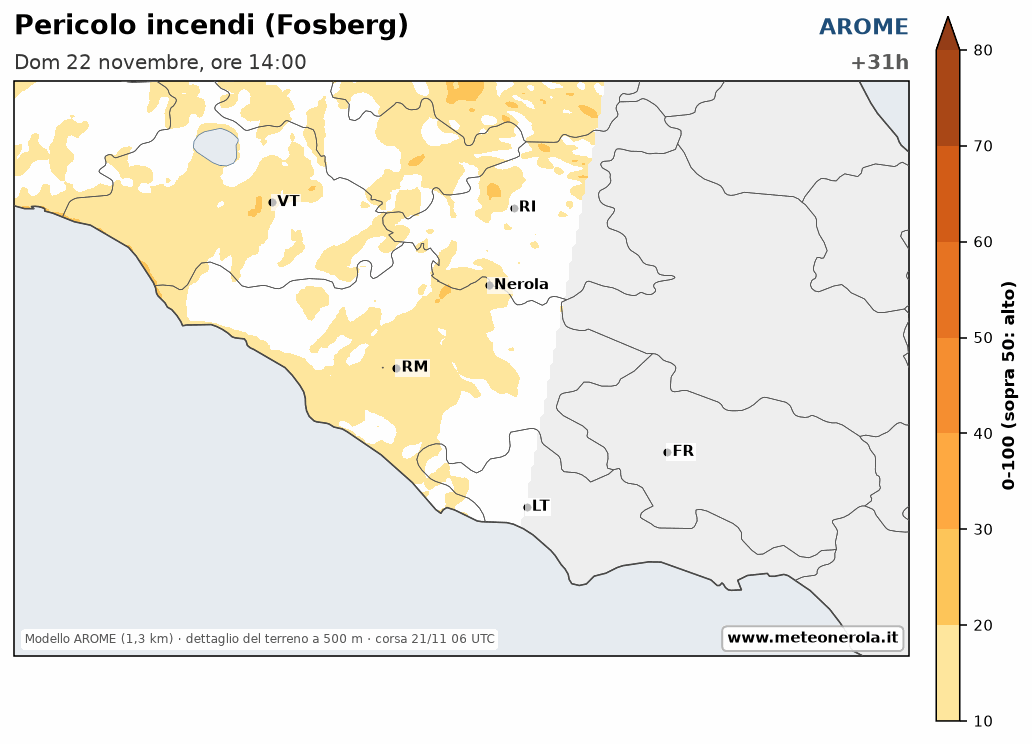 Pericolo incendi (Fosberg)
AROME
Dom 22 novembre, ore 14:00
+31h
VT
RI
Nerola
RM
FR
LT
Modello AROME (1,3 km) · dettaglio del terreno a 500 m · corsa 21/11 06 UTC
www.meteonerola.it
80
70
60
50
40
30
20
10
0-100 (sopra 50: alto)